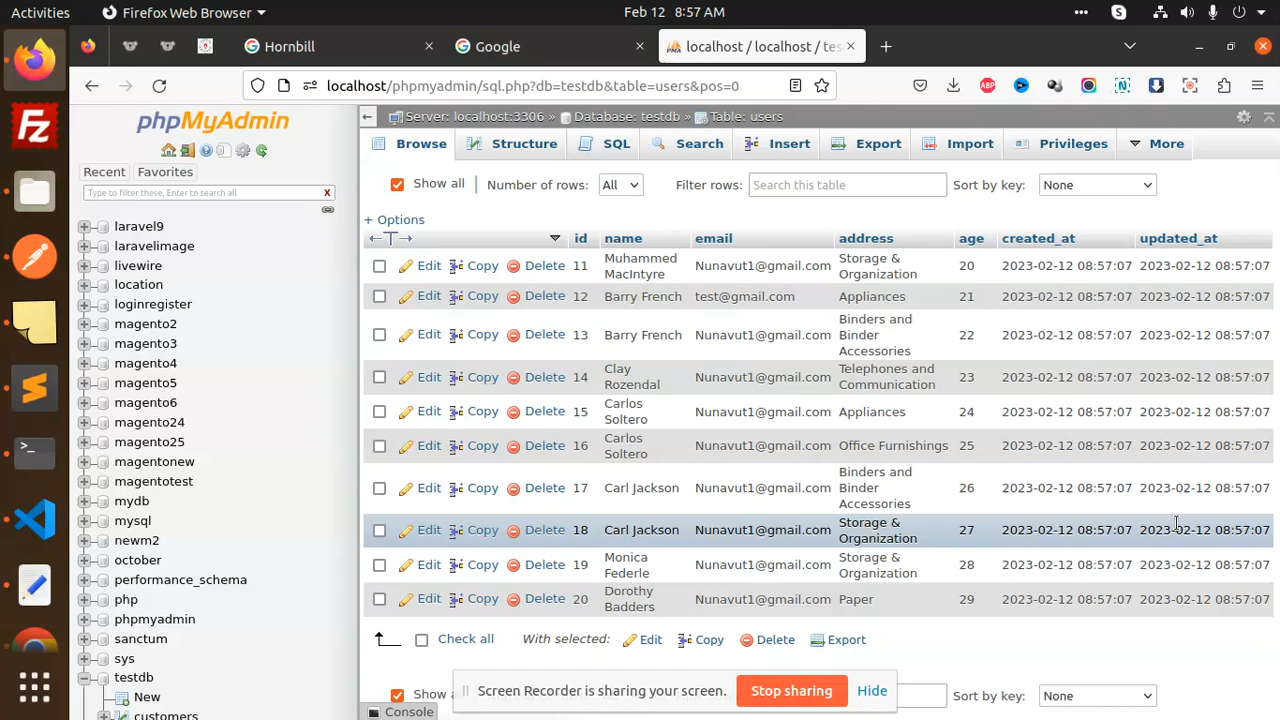 Activities Firefox Web Browser Feb 12 8:57 AM
Hornbill Google localhost / localhost / tes
localhost/phpmyadmin/sql.php?db=testdb&table=users&pos=0
phpMyAdmin
Recent Favorites
Type to filter these, Enter to search all X
laravel9
laravelimage
livewire
location
loginregister
magento2
magento3
magento4
magento5
magento6
magento24
magento25
magentonew
magentotest
mydb
mysql
newm2
october
performance_schema
php
phpmyadmin
sanctum
sys
testdb
New
customers
Server: localhost:3306 » Database: testdb » Table: users
Browse Structure SQL Search Insert Export Import Privileges More
Show all Number of rows: All Filter rows: Search this table Sort by key: None
+ Options
id name email address age created_at updated_at
Edit Copy Delete 11 Muhammed MacIntyre Nunavut1@gmail.com Storage & Organization 20 2023-02-12 08:57:07 2023-02-12 08:57:07
Edit Copy Delete 12 Barry French test@gmail.com Appliances 21 2023-02-12 08:57:07 2023-02-12 08:57:07
Edit Copy Delete 13 Barry French Nunavut1@gmail.com Binders and Binder Accessories 22 2023-02-12 08:57:07 2023-02-12 08:57:07
Edit Copy Delete 14 Clay Rozendal Nunavut1@gmail.com Telephones and Communication 23 2023-02-12 08:57:07 2023-02-12 08:57:07
Edit Copy Delete 15 Carlos Soltero Nunavut1@gmail.com Appliances 24 2023-02-12 08:57:07 2023-02-12 08:57:07
Edit Copy Delete 16 Carlos Soltero Nunavut1@gmail.com Office Furnishings 25 2023-02-12 08:57:07 2023-02-12 08:57:07
Edit Copy Delete 17 Carl Jackson Nunavut1@gmail.com Binders and Binder Accessories 26 2023-02-12 08:57:07 2023-02-12 08:57:07
Edit Copy Delete 18 Carl Jackson Nunavut1@gmail.com Storage & Organization 27 2023-02-12 08:57:07 2023-02-12 08:57:07
Edit Copy Delete 19 Monica Federle Nunavut1@gmail.com Storage & Organization 28 2023-02-12 08:57:07 2023-02-12 08:57:07
Edit Copy Delete 20 Dorothy Badders Nunavut1@gmail.com Paper 29 2023-02-12 08:57:07 2023-02-12 08:57:07
Check all With selected: Edit Copy Delete Export
Show Sort by key: None
Screen Recorder is sharing your screen. Stop sharing Hide
Console